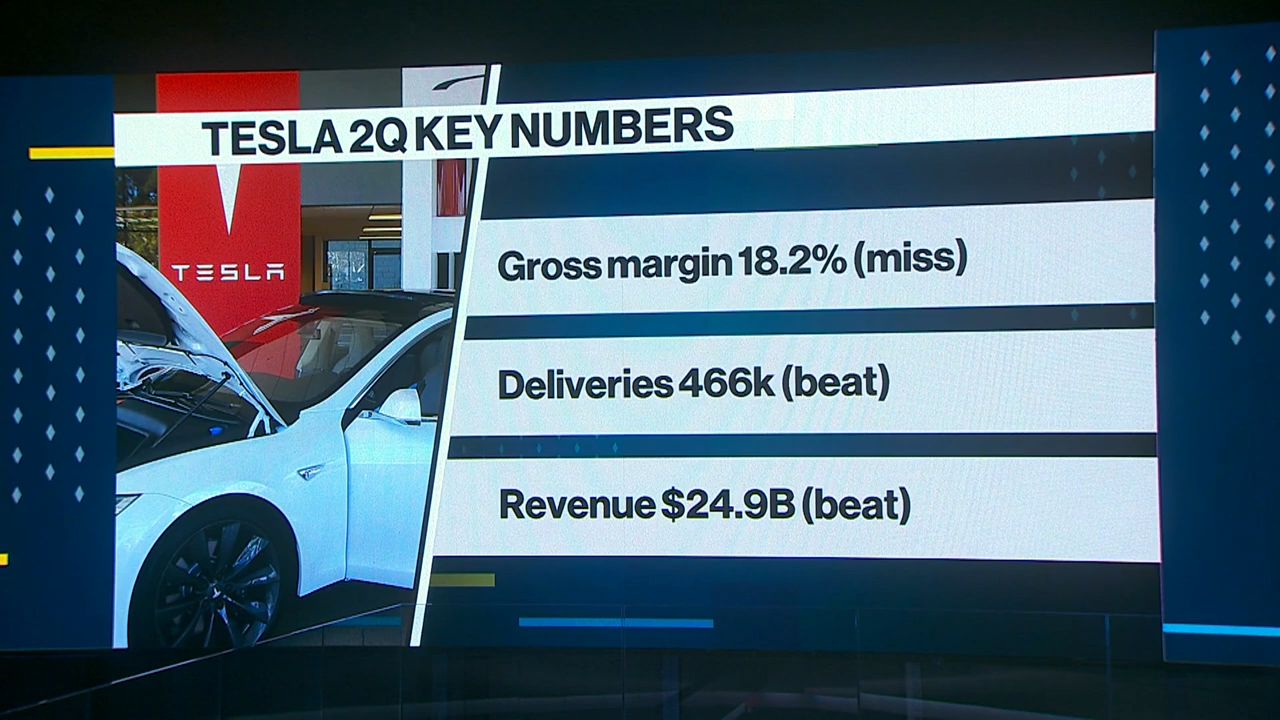 TESLA 2Q KEY NUMBERS
TESLA
Gross margin 18.2% (miss)
Deliveries 466k (beat)
Revenue $24.9B (beat)